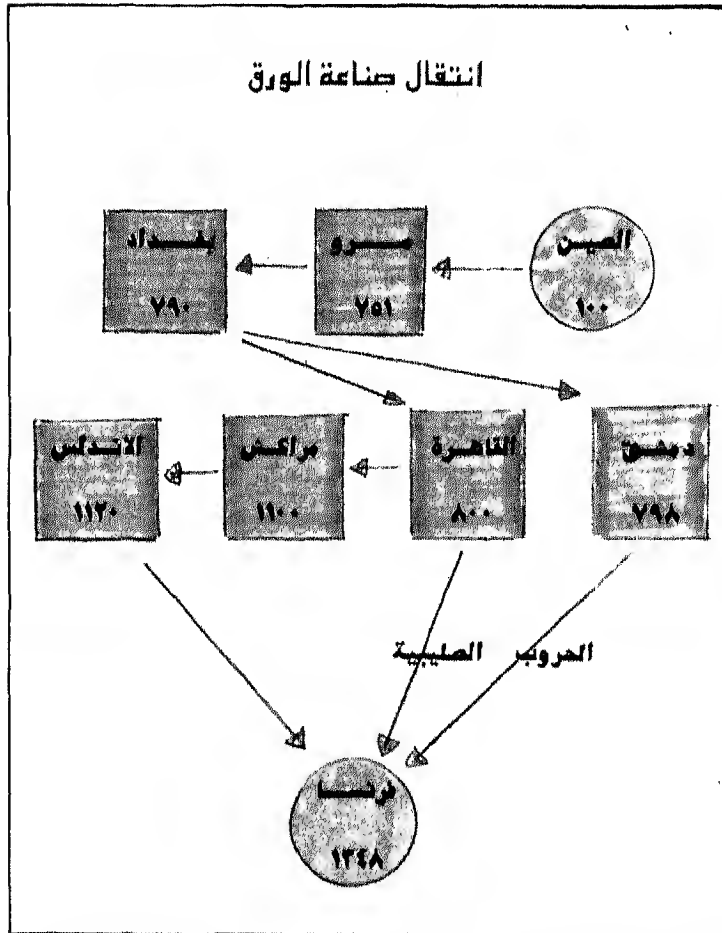 انتقال صناعة الورق
الصين
١٠٠
مرو
٧٥١
بغداد
٧٩٠
دمشق
٧٩٨
القاهرة
٨٠٠
مراكش
١١٠٠
الاندلس
١١٢٠
الحروب الصليبية
فرنسا
١٣٤٨